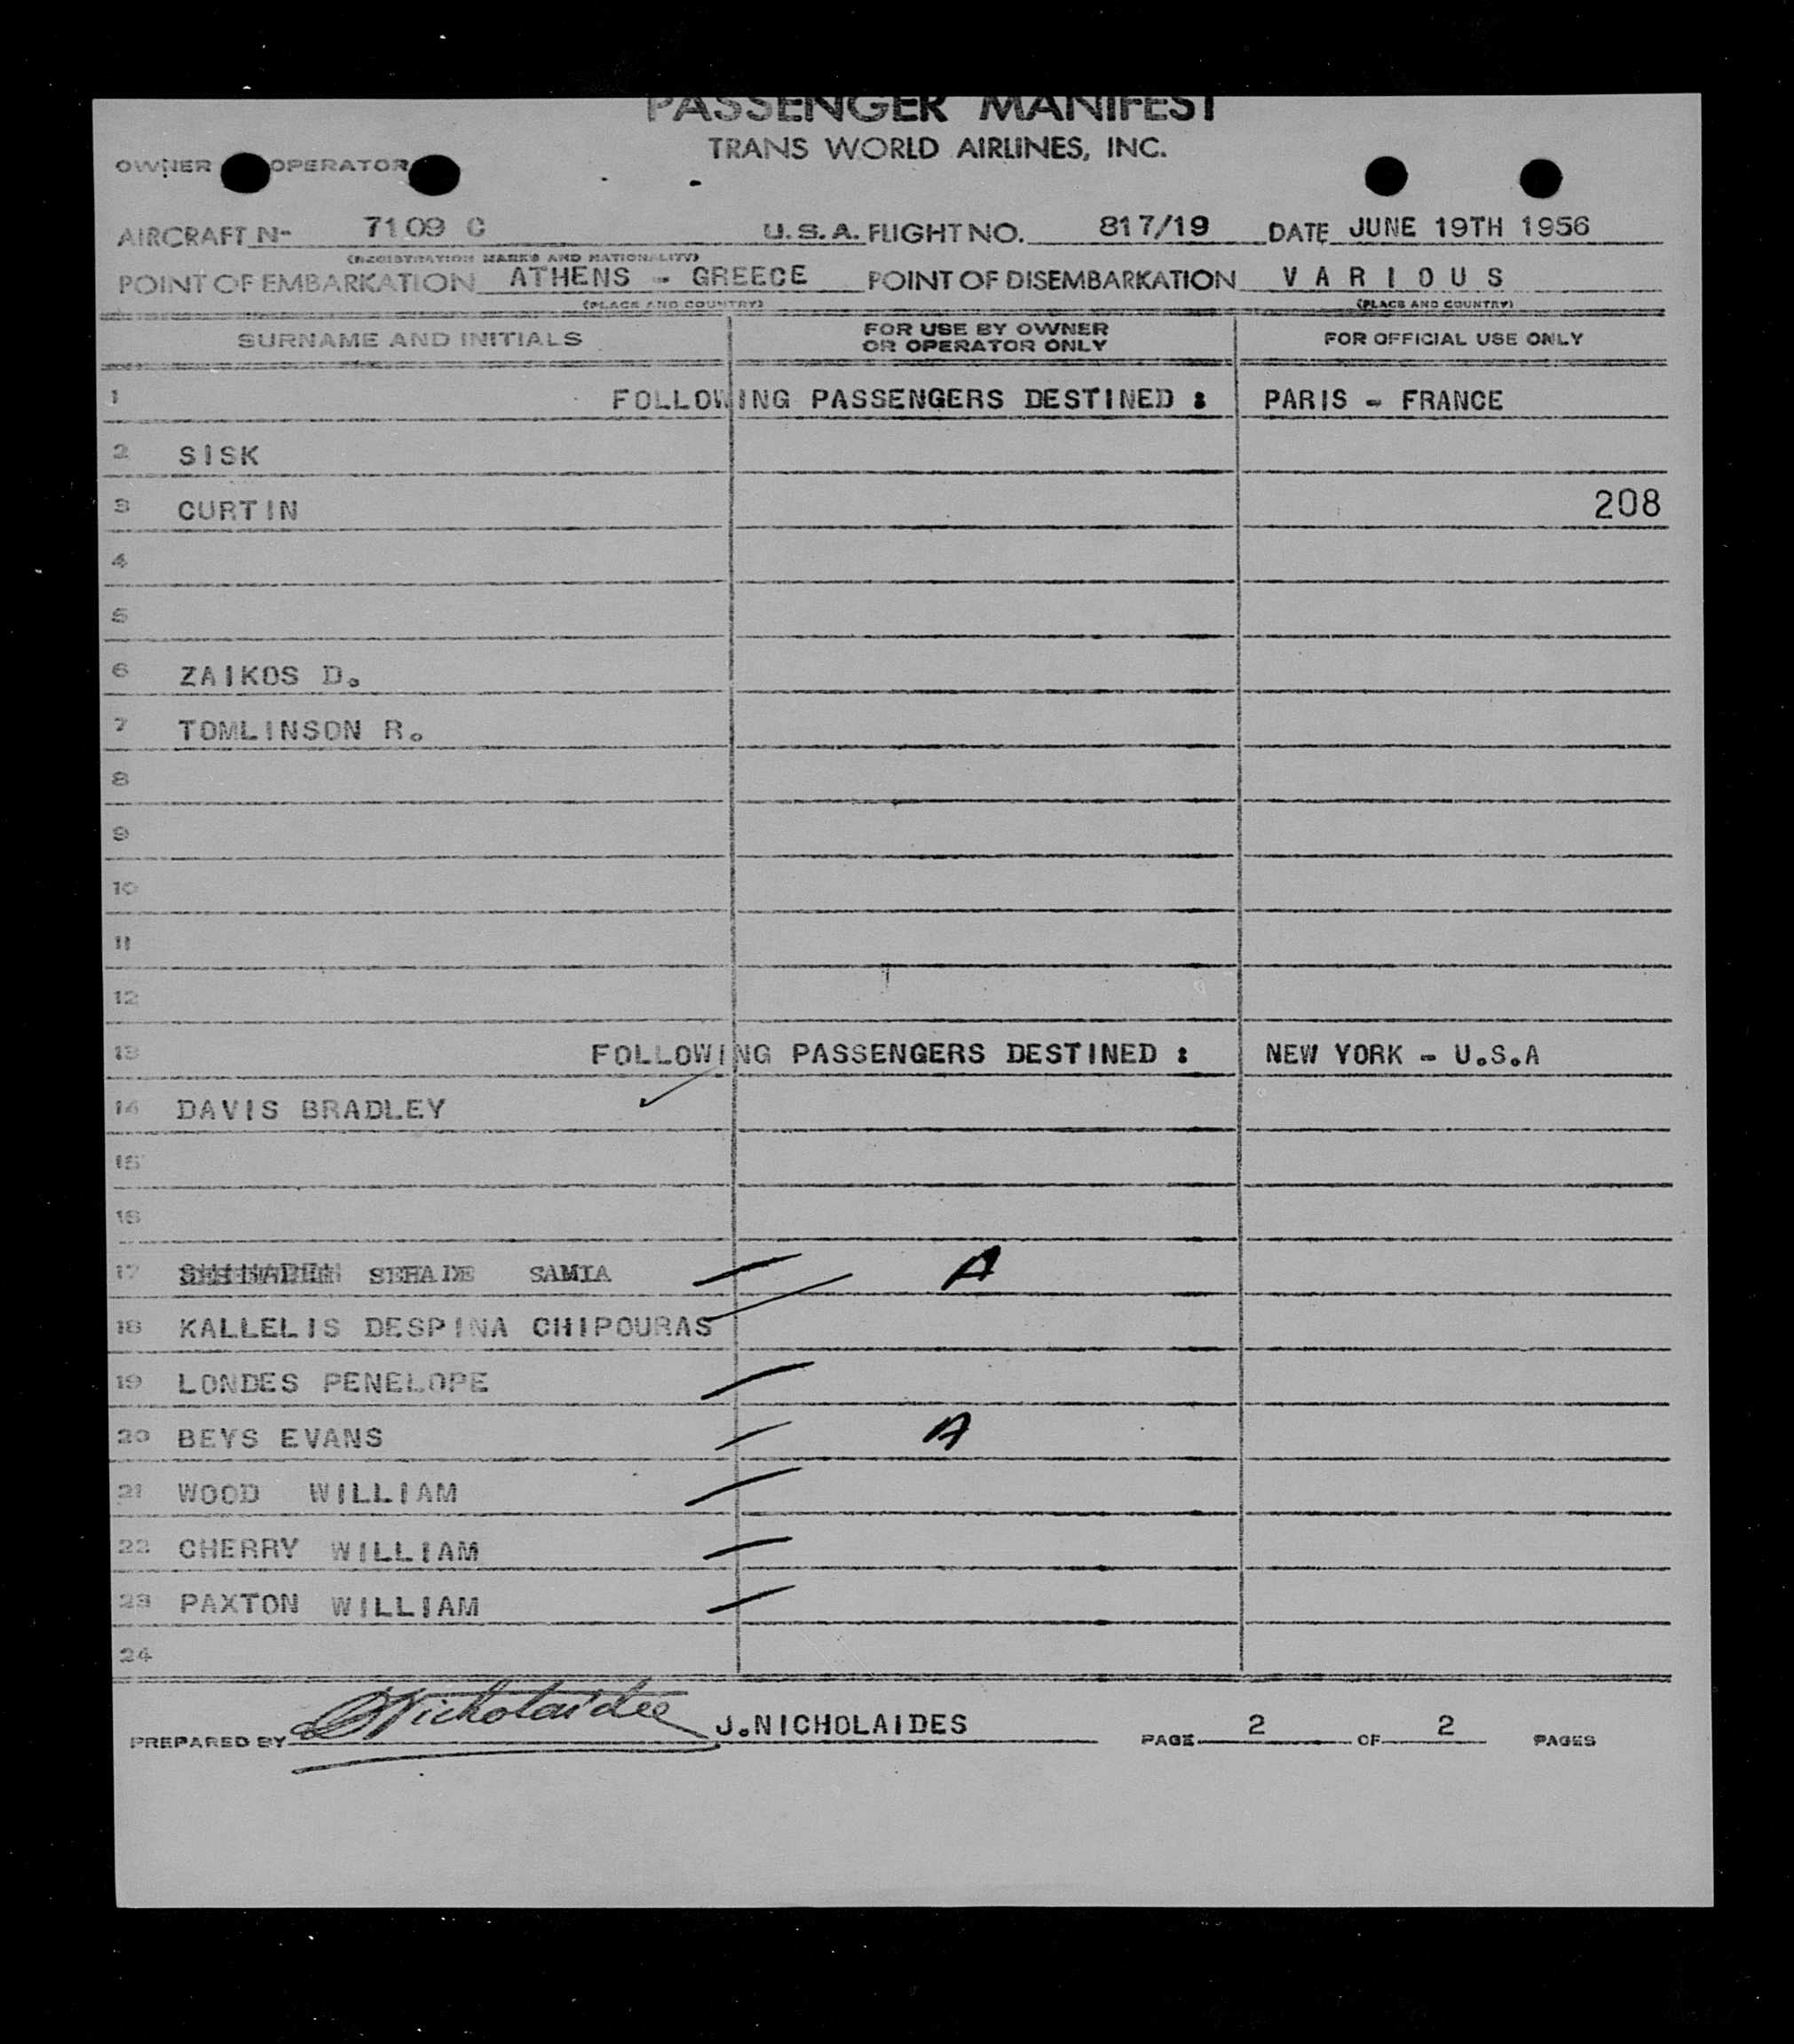 PASSENGER MANIFEST
TRANS WORLD AIRLINES, INC.
OWNER OPERATOR
AIRCRAFT N- 7109 C U.S.A. FLIGHT NO. 817/19 DATE JUNE 19TH 1956
(REGISTRATION MARKS AND NATIONALITY)
POINT OF EMBARKATION ATHENS - GREECE POINT OF DISEMBARKATION VARIOUS
(PLACE AND COUNTRY) (PLACE AND COUNTRY)
SURNAME AND INITIALS FOR USE BY OWNER OR OPERATOR ONLY FOR OFFICIAL USE ONLY
1 FOLLOWING PASSENGERS DESTINED : PARIS - FRANCE
2 SISK
3 CURTIN 208
4
5
6 ZAIKOS D.
7 TOMLINSON R.
8
9
10
11
12
13 FOLLOWING PASSENGERS DESTINED : NEW YORK - U.S.A
14 DAVIS BRADLEY
15
16
17 SAMIA A
18 KALLELIS DESPINA CHIPOURAS
19 LONDES PENELOPE
20 BEYS EVANS A
21 WOOD WILLIAM
22 CHERRY WILLIAM
23 PAXTON WILLIAM
24
PREPARED BY JNicholaides J.NICHOLAIDES PAGE 2 OF 2 PAGES